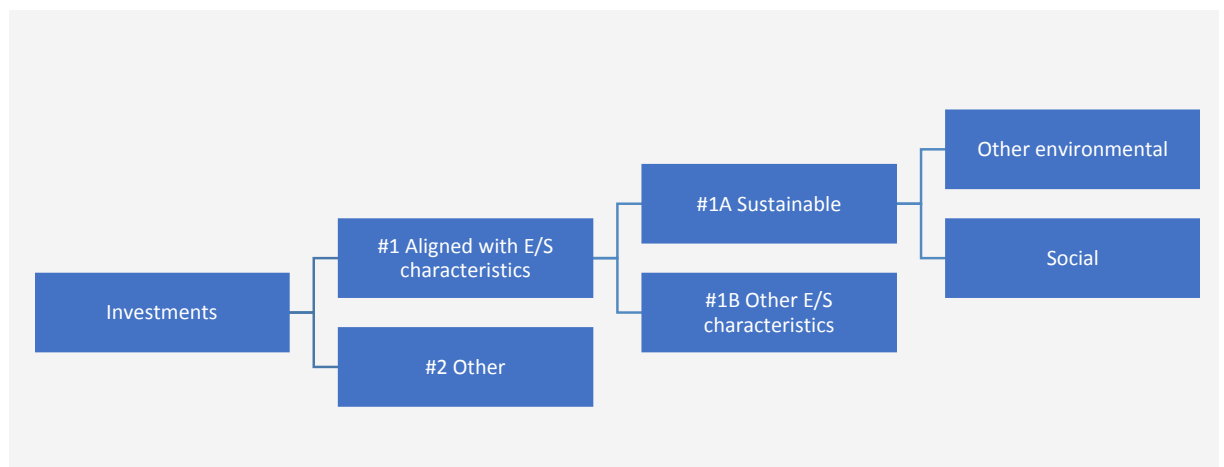 Investments
#1 Aligned with E/S
characteristics
#2 Other
#1A Sustainable
#1B Other E/S
characteristics
Other environmental
Social